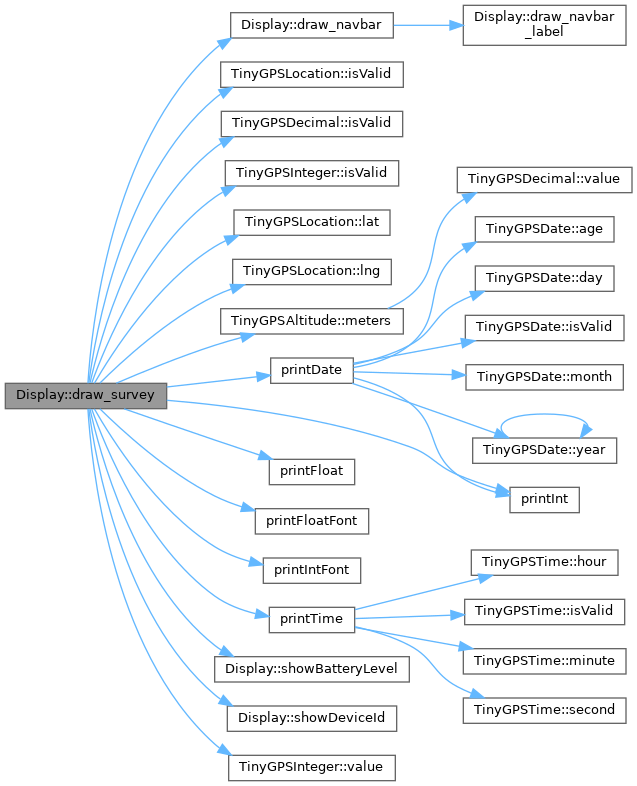 Display::draw_survey
Display::draw_navbar
Display::draw_navbar
_label
TinyGPSLocation::isValid
TinyGPSDecimal::isValid
TinyGPSInteger::isValid
TinyGPSLocation::lat
TinyGPSLocation::lng
TinyGPSAltitude::meters
TinyGPSDecimal::value
printDate
TinyGPSDate::age
TinyGPSDate::day
TinyGPSDate::isValid
TinyGPSDate::month
TinyGPSDate::year
printInt
printFloat
printFloatFont
printIntFont
printTime
TinyGPSTime::hour
TinyGPSTime::isValid
TinyGPSTime::minute
TinyGPSTime::second
Display::showBatteryLevel
Display::showDeviceId
TinyGPSInteger::value